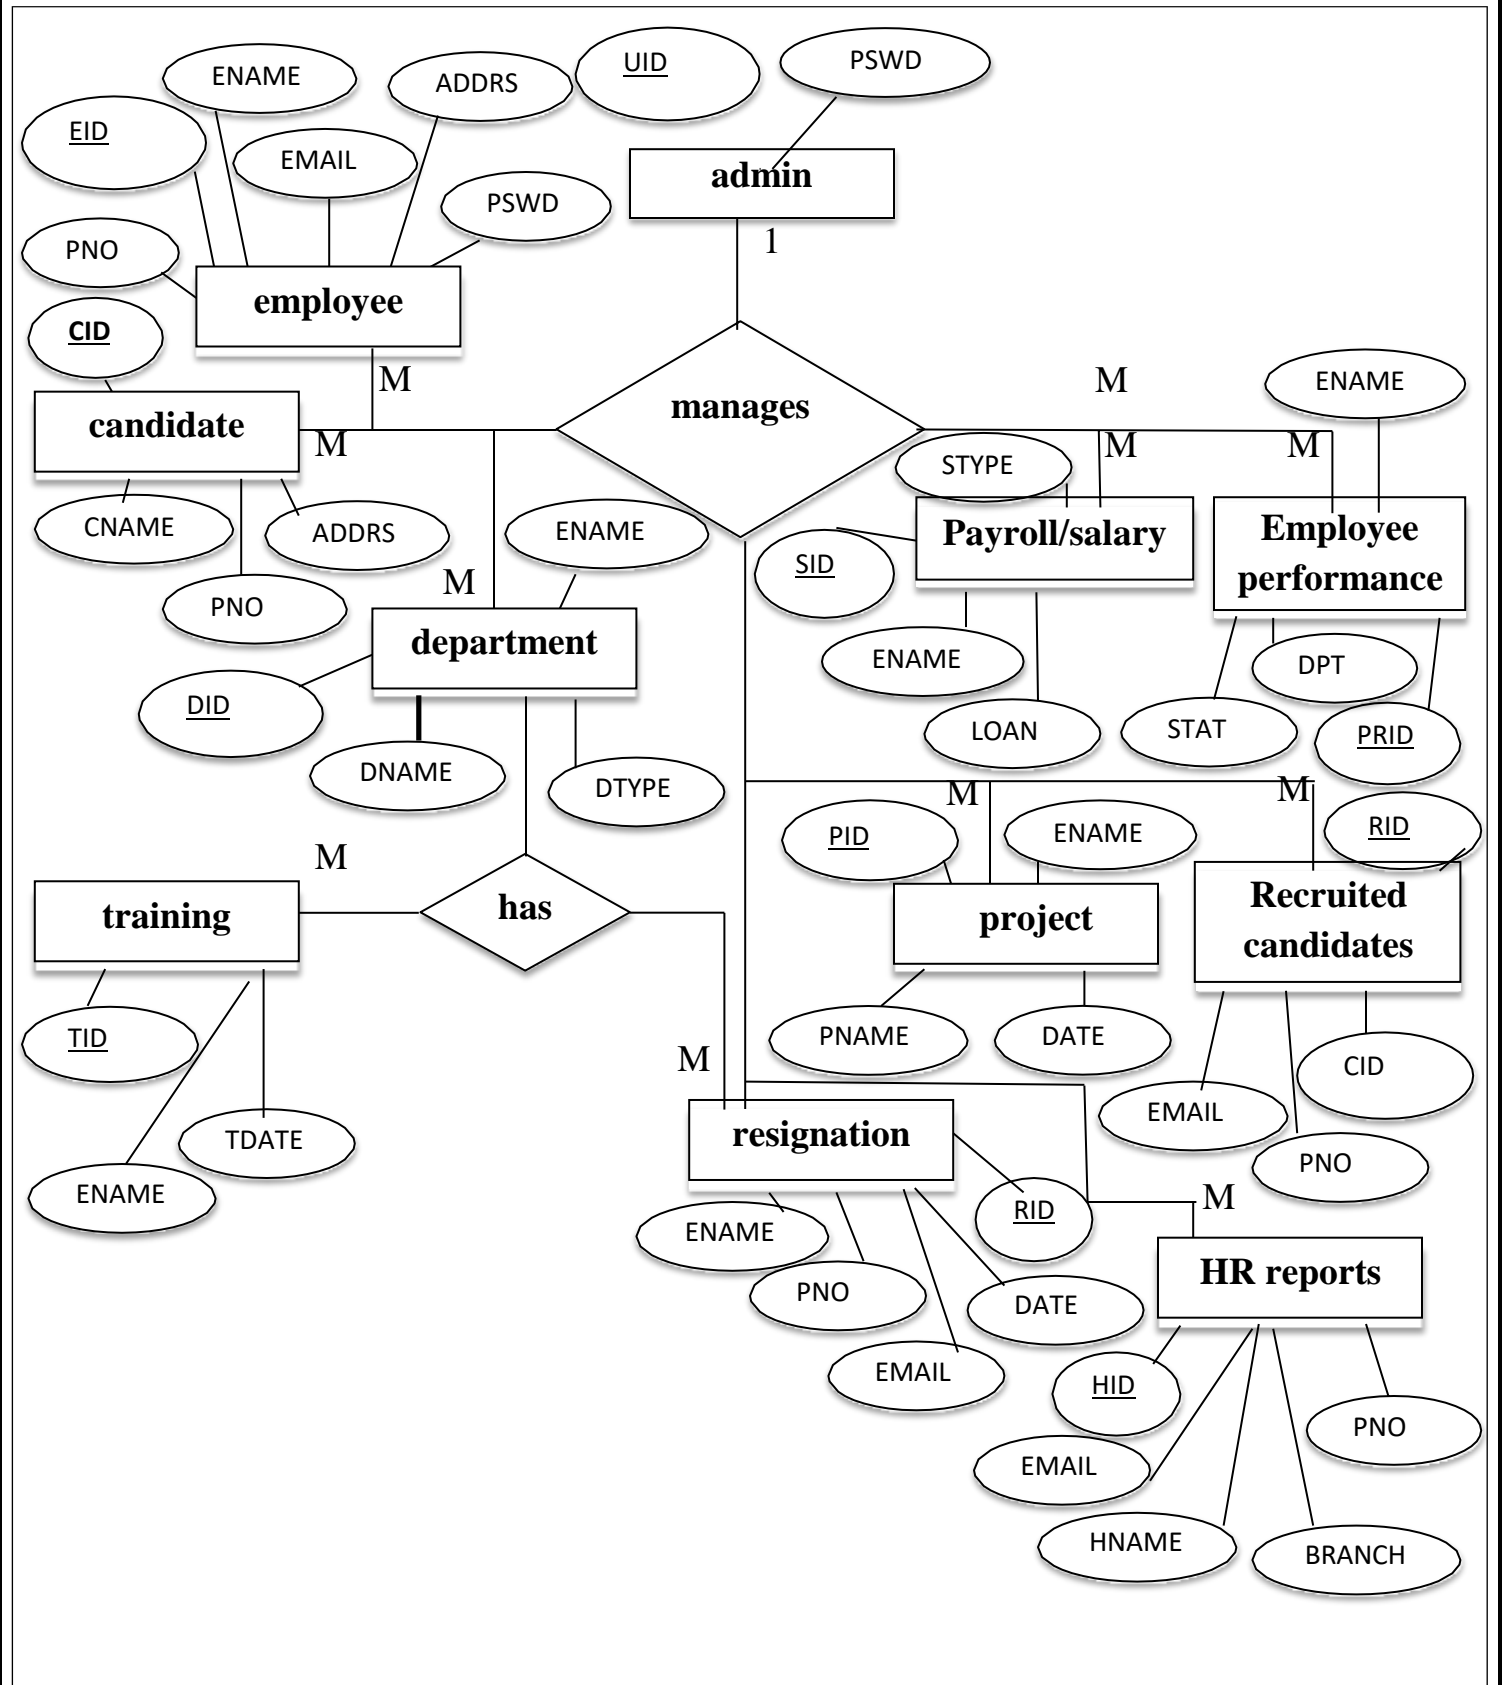 ENAME
ADDRS
UID
PSWD
EID
EMAIL
PSWD
admin
1
PNO
employee
CID
M
manages
M
ENAME
candidate
M
M
M
STYPE
CNAME
ADDRS
ENAME
Payroll/salary
Employee
performance
SID
M
PNO
department
ENAME
DPT
DID
LOAN
STAT
PRID
DNAME
DTYPE
M
M
M
PID
ENAME
RID
training
has
project
Recruited
candidates
TID
PNAME
DATE
M
CID
EMAIL
TDATE
resignation
PNO
ENAME
M
RID
ENAME
PNO
DATE
HR reports
EMAIL
HID
PNO
EMAIL
HNAME
BRANCH